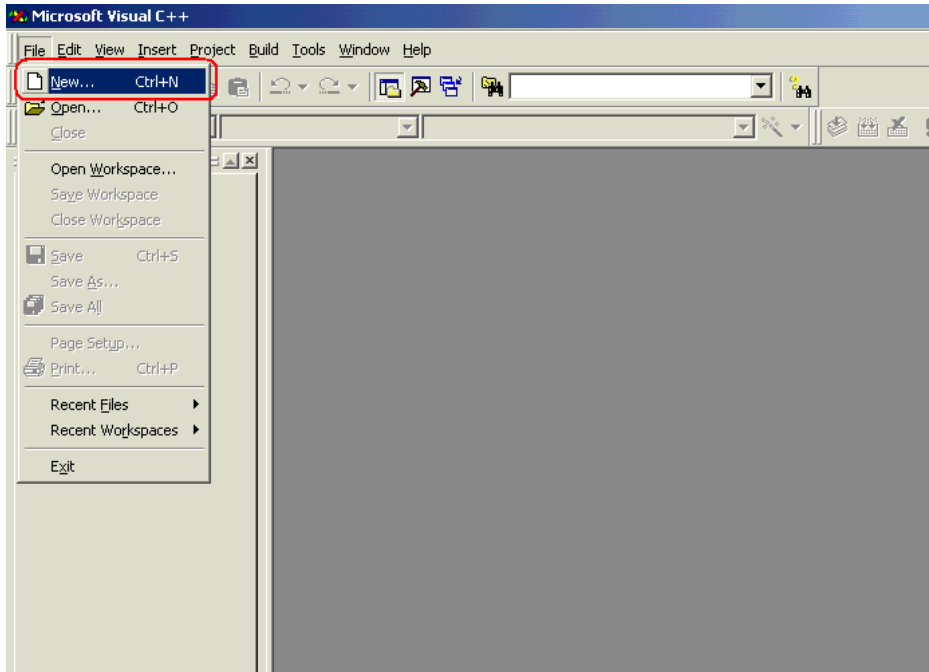 Microsoft Visual C++
File Edit View Insert Project Build Tools Window Help
New... Ctrl+N
Open... Ctrl+O
Close
Open Workspace...
Save Workspace
Close Workspace
Save Ctrl+S
Save As...
Save All
Page Setup...
Print... Ctrl+P
Recent Files
Recent Workspaces
Exit